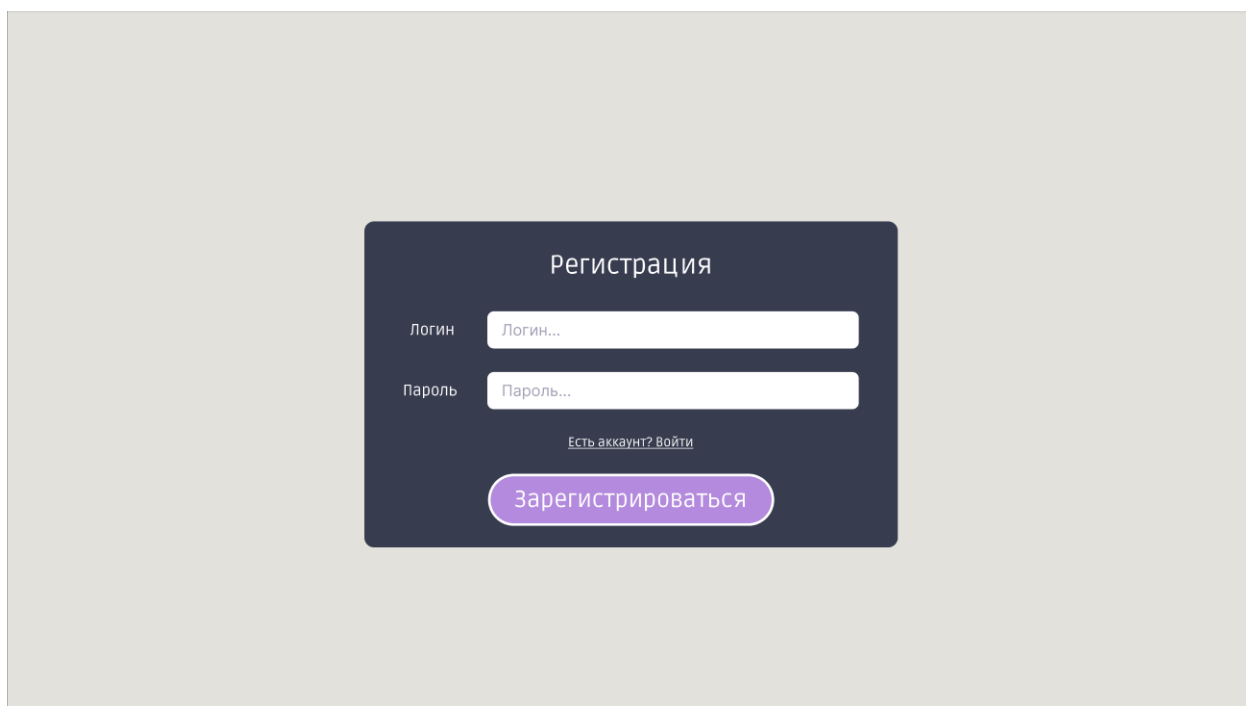 Регистрация
Логин
Логин...
Пароль
Пароль...
Есть аккаунт? Войти
Зарегистрироваться